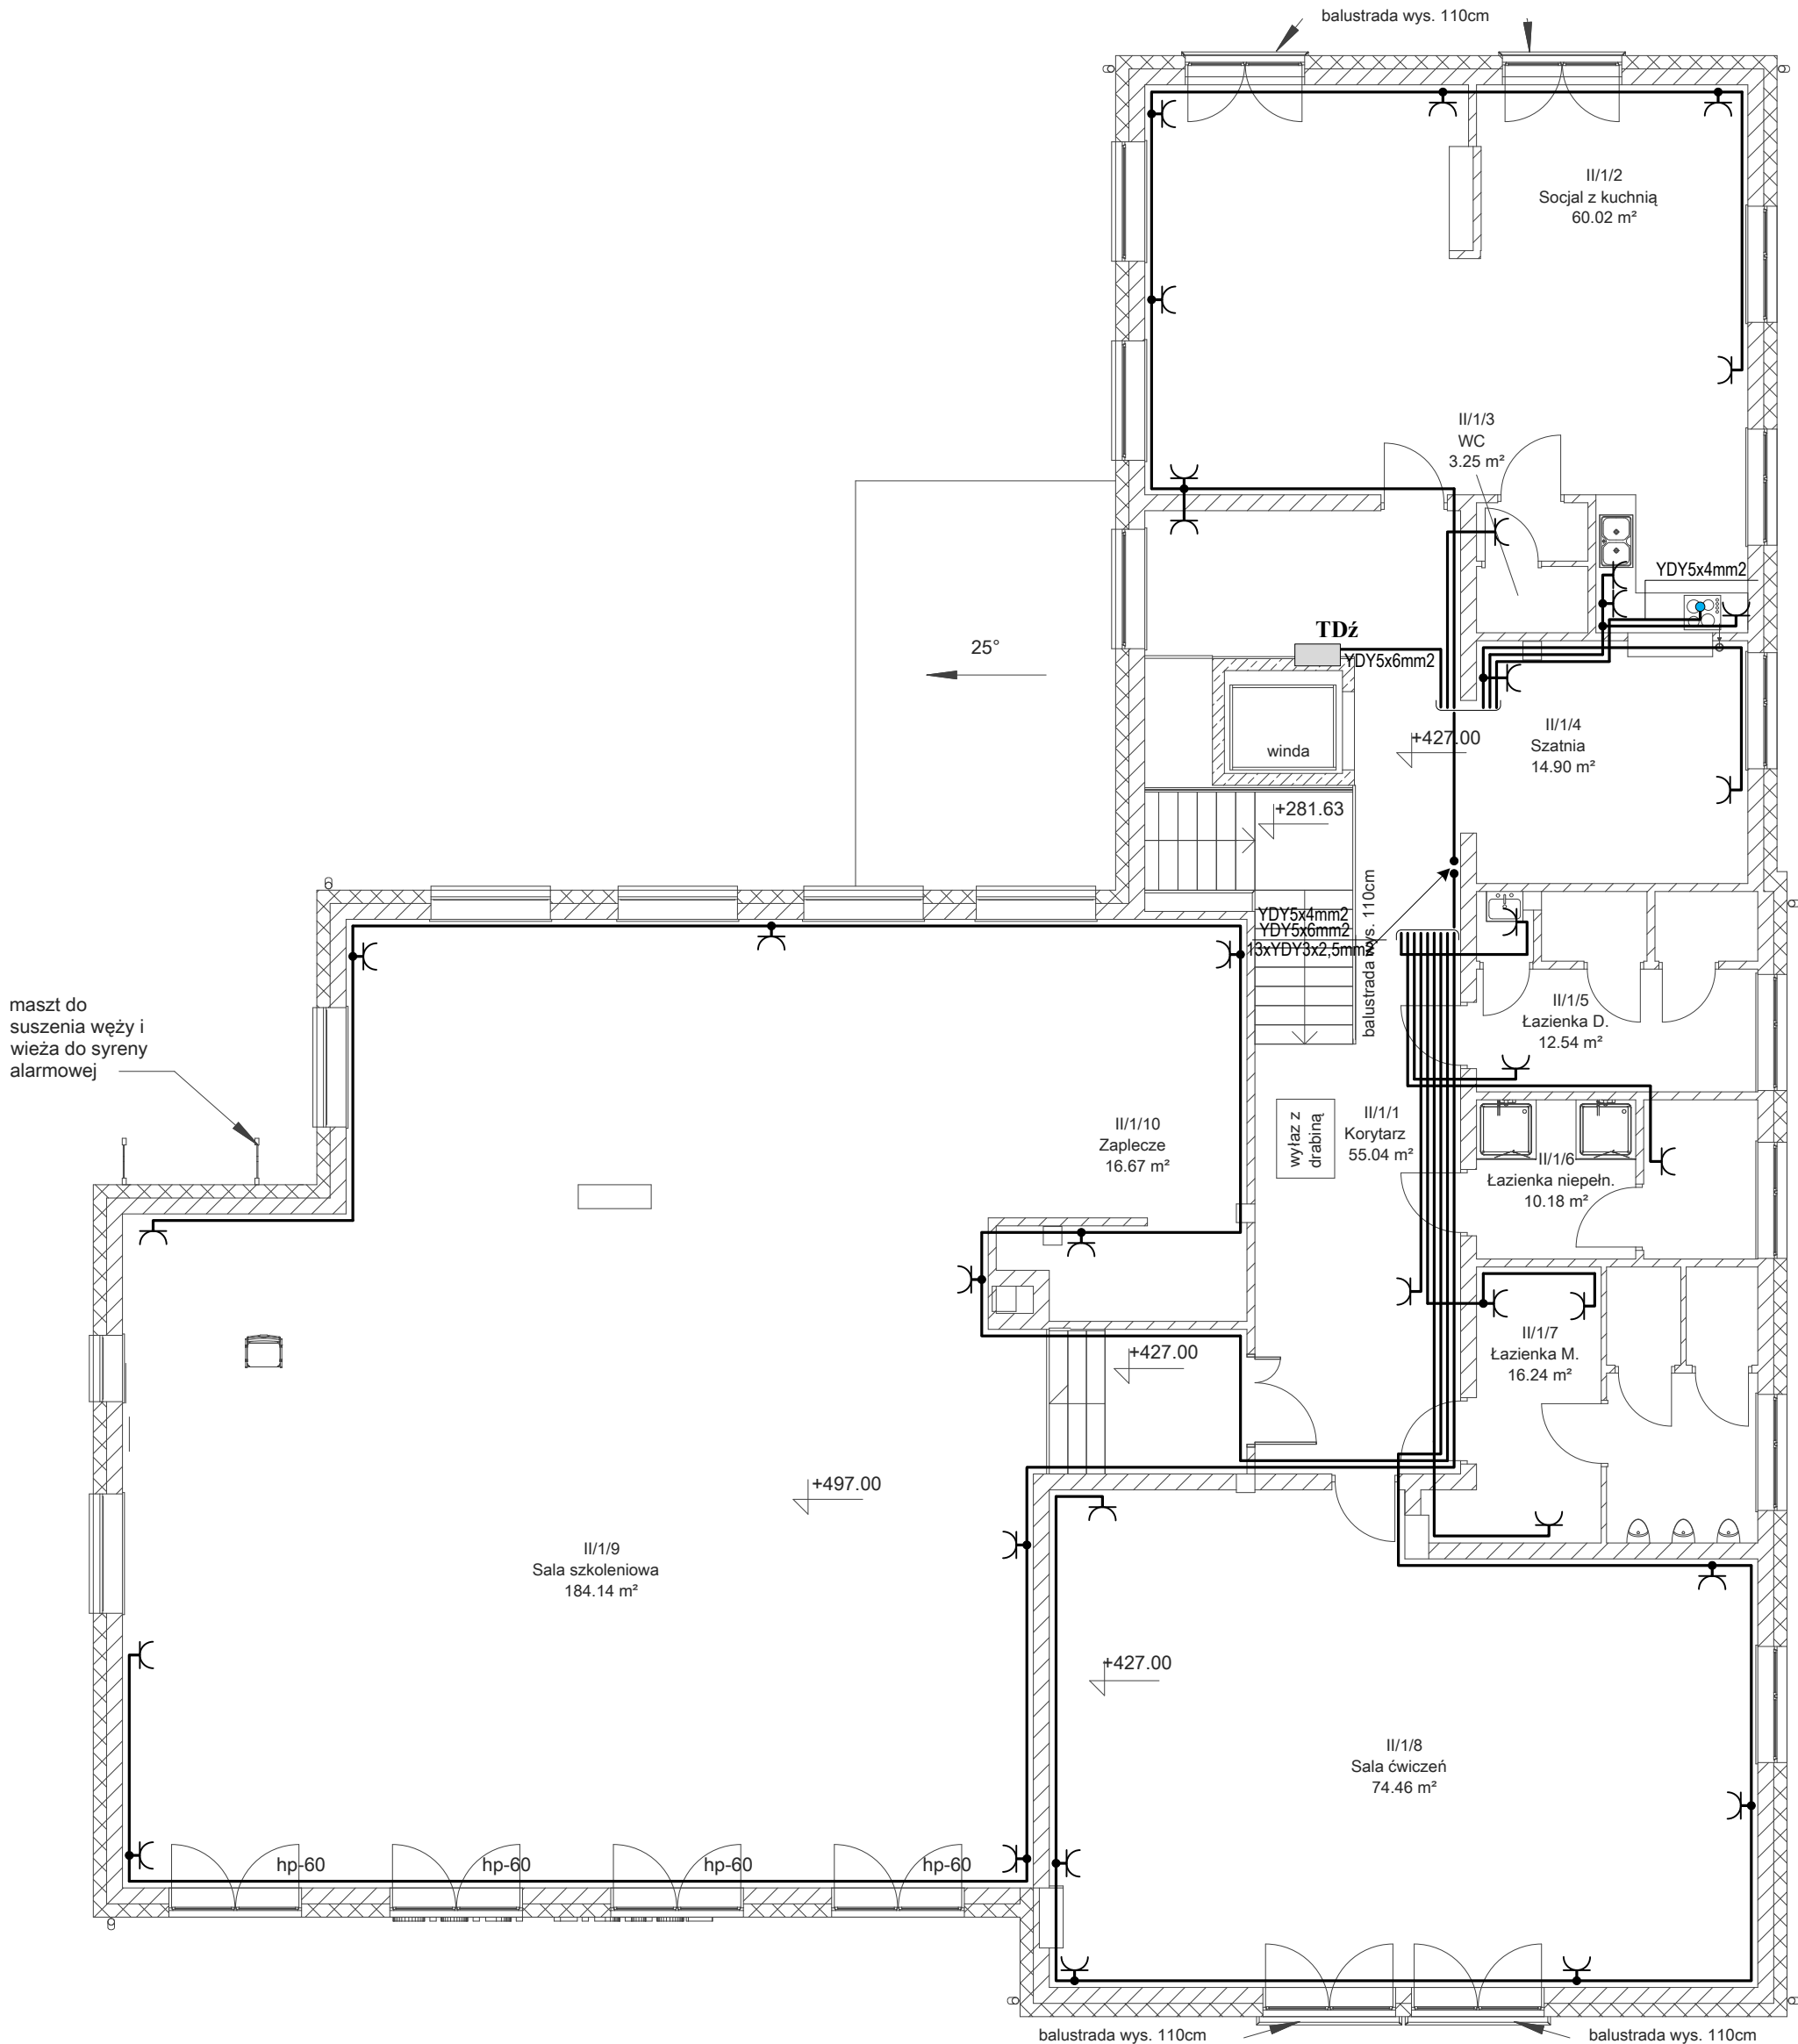 balustrada wys. 110cm
II/1/2
Socjal z kuchnią
60.02 m²
II/1/3
WC
3.25 m²
YDY5x4mm2
TDź
YDY5x6mm2
25°
winda
+427.00
II/1/4
Szatnia
14.90 m²
+281.63
balustrada wys. 110cm
YDY5x4mm2
YDY5x6mm2
13xYDY3x2,5mm2
maszt do
suszenia węży i
wieża do syreny
alarmowej
II/1/5
Łazienka D.
12.54 m²
II/1/10
Zaplecze
16.67 m²
wyłaz z
drabiną
II/1/1
Korytarz
55.04 m²
II/1/6
Łazienka niepełn.
10.18 m²
II/1/7
Łazienka M.
16.24 m²
+427.00
+497.00
II/1/9
Sala szkoleniowa
184.14 m²
+427.00
II/1/8
Sala ćwiczeń
74.46 m²
hp-60
hp-60
hp-60
hp-60
balustrada wys. 110cm
balustrada wys. 110cm